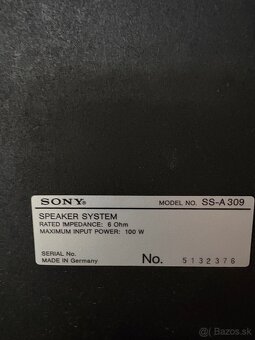 SONY® MODEL NO. SS-A309
SPEAKER SYSTEM
RATED IMPEDANCE: 6 Ohm
MAXIMUM INPUT POWER: 100 W
SERIAL No.
MADE IN Germany No. 5132376
© Bazos.sk